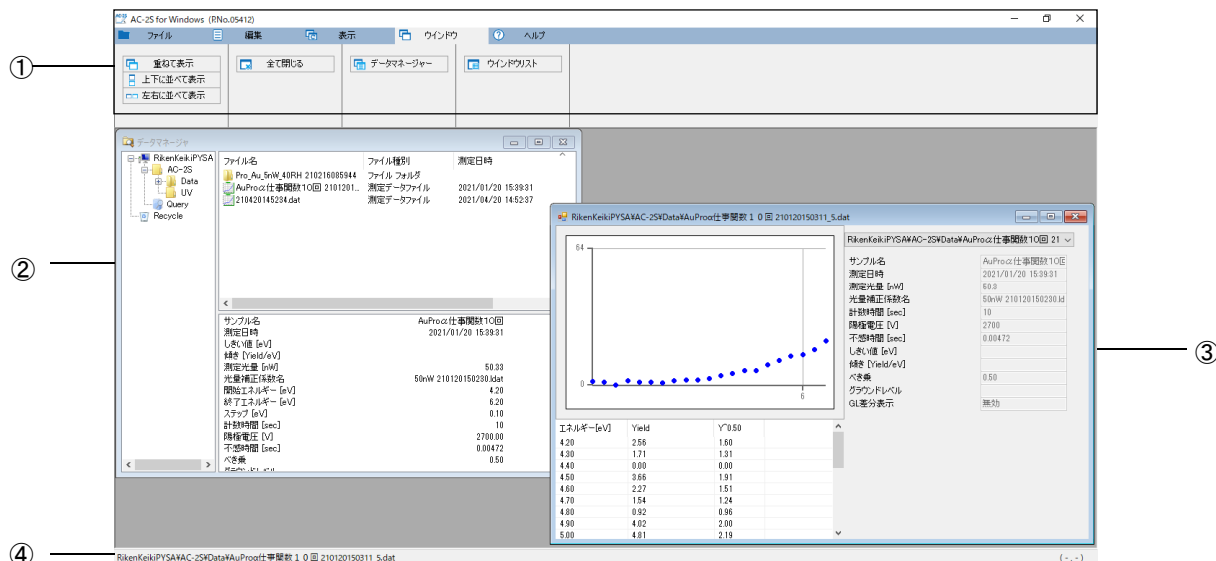 AC-2S for Windows (P.No.05412)
ファイル 編集 表示 ウインドウ ヘルプ
①
重ねて表示 全て閉じる データマネージャー ウインドウリスト
上下に並べて表示
左右に並べて表示
②
データマネージャ
RikenKeikiPYSA
AC-2S
Data
UV
Query
Recycle
ファイル名 ファイル種別 測定日時
Pro_Au_5nW_40RH 210216085944 ファイル フォルダ
AuProα仕事関数10回 2101201... 測定データファイル 2021/01/20 15:39:31
210420145234.dat 測定データファイル 2021/04/20 14:52:37
サンプル名 AuProα仕事関数10回
測定日時 2021/01/20 15:39:31
しきい値 [eV]
傾き [Yield/eV]
測定光量 [nW] 50.33
光量補正係数名 50nW 210120150230.ldat
開始エネルギー [eV] 4.20
終了エネルギー [eV] 6.20
ステップ [eV] 0.10
計数時間 [sec] 10
陽極電圧 [V] 2700.00
不感時間 [sec] 0.00472
べき乗 0.50
③
RikenKeikiPYSA¥AC-2S¥Data¥AuProα仕事関数１０回 210120150311_5.dat
RikenKeikiPYSA¥AC-2S¥Data¥AuProα仕事関数10回 21
64
0
6
サンプル名 AuProα仕事関数10回
測定日時 2021/01/20 15:39:31
測定光量 [nW] 50.3
光量補正係数名 50nW 210120150230.ld
計数時間 [sec] 10
陽極電圧 [V] 2700
不感時間 [sec] 0.00472
しきい値 [eV]
傾き [Yield/eV]
べき乗 0.50
グラウンドレベル
GL差分表示 無効
エネルギー[eV] Yield Y^0.50
4.20 2.56 1.60
4.30 1.71 1.31
4.40 0.00 0.00
4.50 3.66 1.91
4.60 2.27 1.51
4.70 1.54 1.24
4.80 0.92 0.96
4.90 4.02 2.00
5.00 4.81 2.19
④
RikenKeikiPYSA¥AC-2S¥Data¥AuProα仕事関数１０回 210120150311_5.dat (-,-)